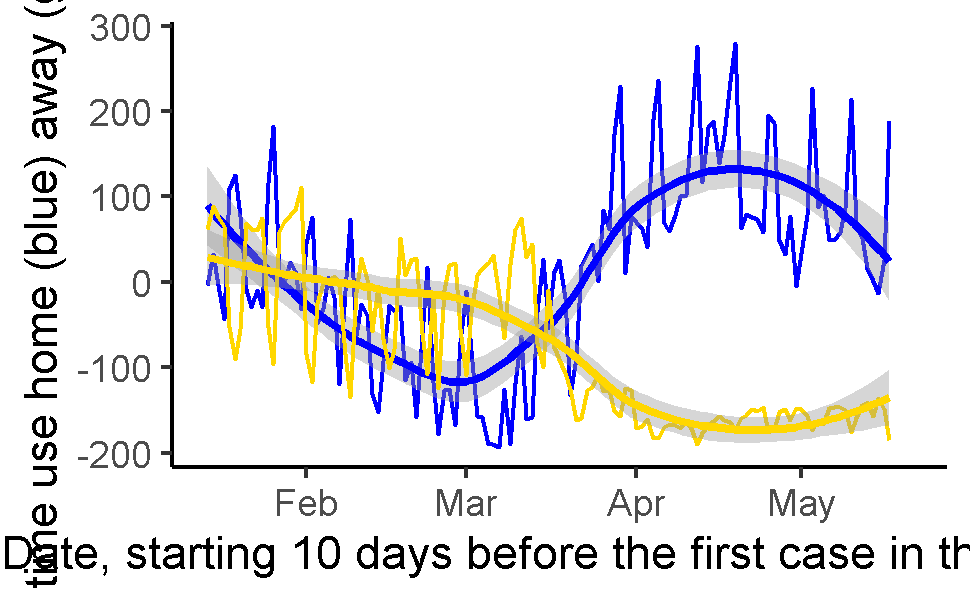 time use home (blue) away (
300
200
100
0
-100
-200
Feb Mar Apr May
Date, starting 10 days before the first case in th